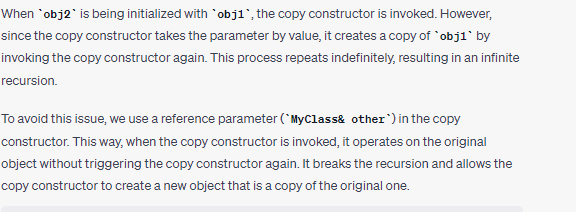 When `obj2` is being initialized with `obj1`, the copy constructor is invoked. However,
since the copy constructor takes the parameter by value, it creates a copy of `obj1` by
invoking the copy constructor again. This process repeats indefinitely, resulting in an infinite
recursion.
To avoid this issue, we use a reference parameter (`MyClass& other`) in the copy
constructor. This way, when the copy constructor is invoked, it operates on the original
object without triggering the copy constructor again. It breaks the recursion and allows the
copy constructor to create a new object that is a copy of the original one.